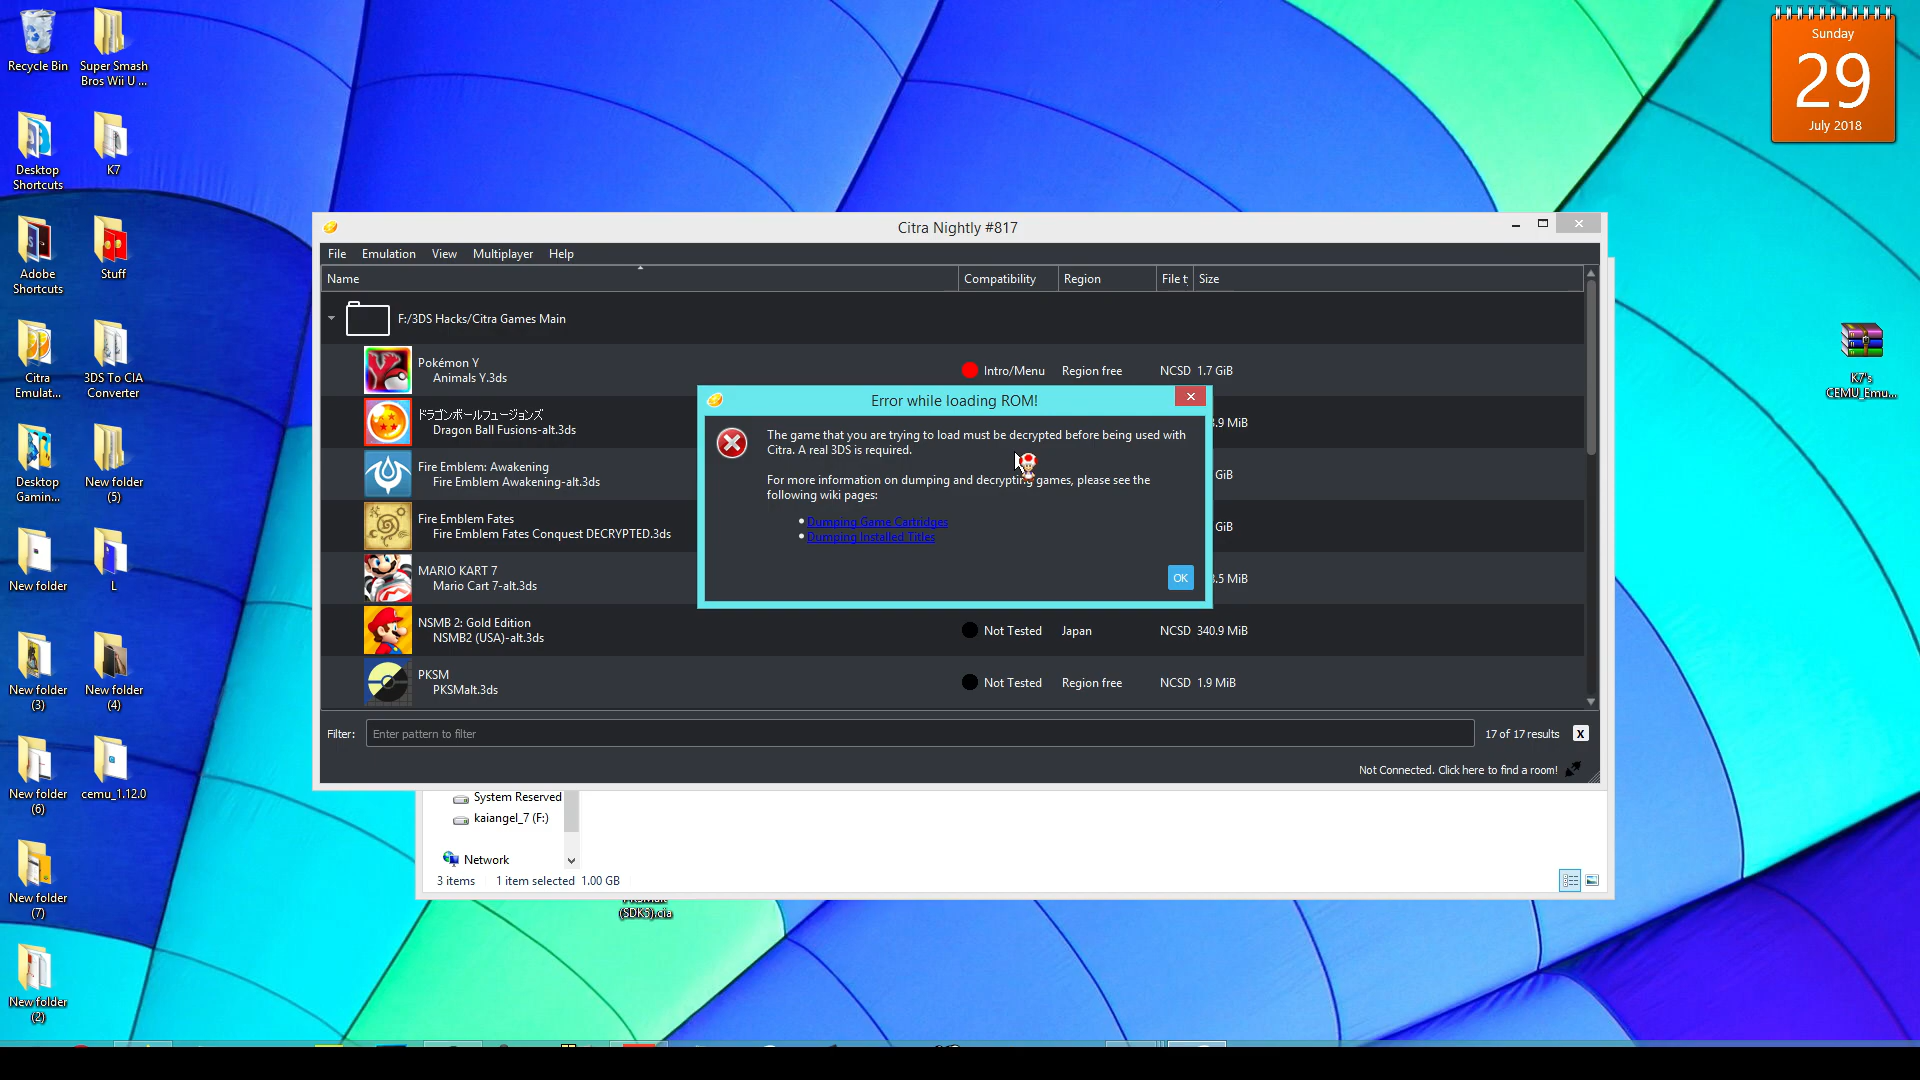 Recycle Bin
Super Smash
Bros Wii U ...
Desktop
Shortcuts
K7
Adobe
Shortcuts
Stuff
Citra
Emulat...
3DS To CIA
Converter
Desktop
Gamin...
New folder
(5)
New folder
L
New folder
(3)
New folder
(4)
New folder
(6)
cemu_1.12.0
New folder
(7)
New folder
(2)
Sunday
29
July 2018
K7's
CEMU_Emu...
Citra Nightly #817
File Emulation View Multiplayer Help
Name Compatibility Region File t Size
F:/3DS Hacks/Citra Games Main
Pokémon Y
Animals Y.3ds
Intro/Menu Region free NCSD 1.7 GiB
ドラゴンボールフュージョンズ
Dragon Ball Fusions-alt.3ds
.9 MiB
Fire Emblem: Awakening
Fire Emblem Awakening-alt.3ds
GiB
Fire Emblem Fates
Fire Emblem Fates Conquest DECRYPTED.3ds
GiB
MARIO KART 7
Mario Cart 7-alt.3ds
.5 MiB
NSMB 2: Gold Edition
NSMB2 (USA)-alt.3ds
Not Tested Japan NCSD 340.9 MiB
PKSM
PKSMalt.3ds
Not Tested Region free NCSD 1.9 MiB
Error while loading ROM!
The game that you are trying to load must be decrypted before being used with
Citra. A real 3DS is required.
For more information on dumping and decrypting games, please see the
following wiki pages:
Dumping Game Cartridges
Dumping Installed Titles
OK
Filter: Enter pattern to filter 17 of 17 results X
Not Connected. Click here to find a room!
System Reserved
kaiangel_7 (F:)
Network
3 items 1 item selected 1.00 GB
(SDK5).cia